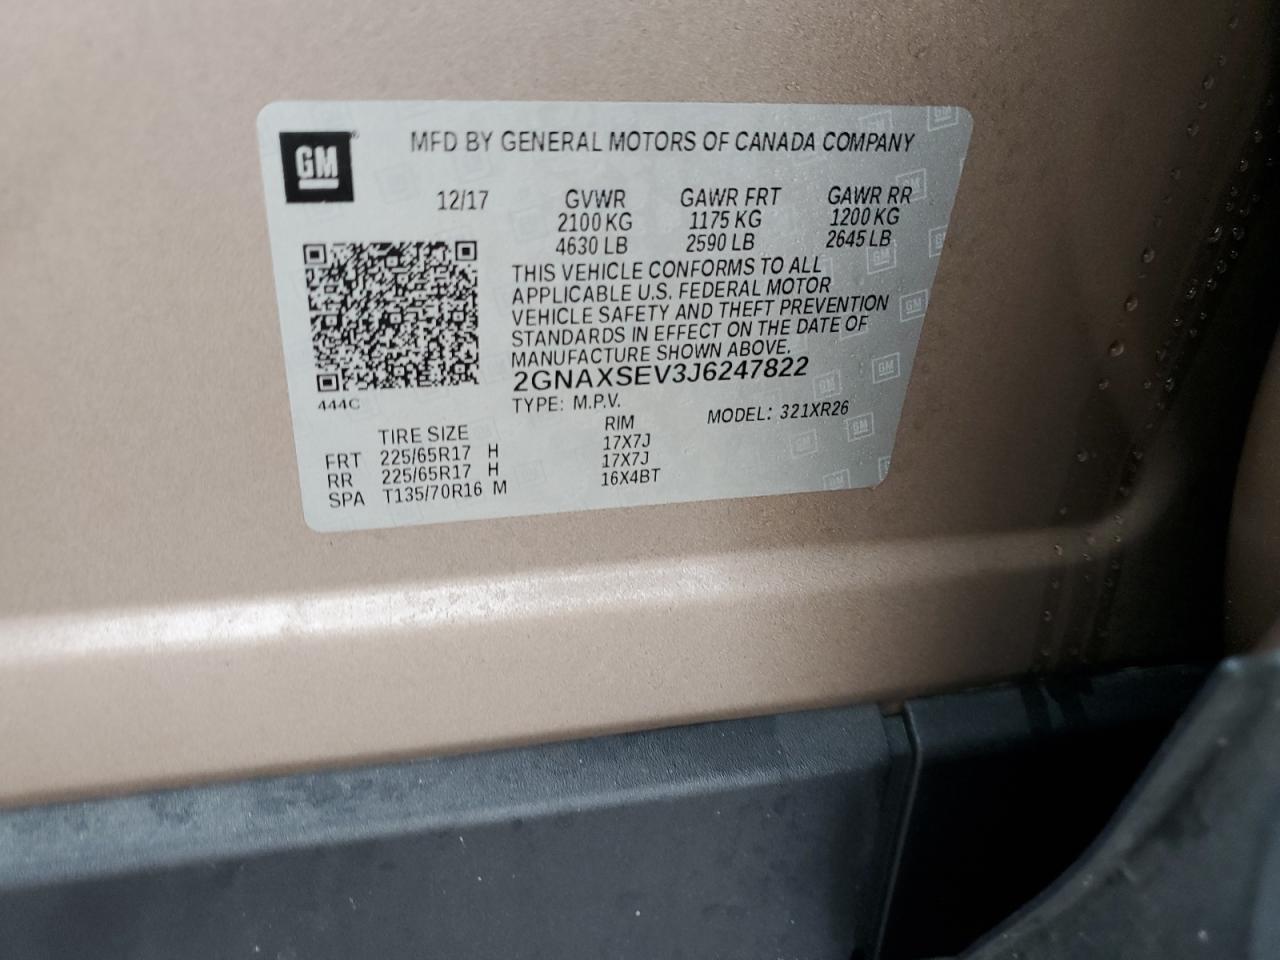 GM
MFD BY GENERAL MOTORS OF CANADA COMPANY
12/17 GVWR GAWR FRT GAWR RR
2100 KG 1175 KG 1200 KG
4630 LB 2590 LB 2645 LB
THIS VEHICLE CONFORMS TO ALL
APPLICABLE U.S. FEDERAL MOTOR
VEHICLE SAFETY AND THEFT PREVENTION
STANDARDS IN EFFECT ON THE DATE OF
MANUFACTURE SHOWN ABOVE.
2GNAXSEV3J6247822
444C
TYPE: M.P.V. MODEL: 321XR26
TIRE SIZE RIM
FRT 225/65R17 H 17X7J
RR 225/65R17 H 17X7J
SPA T135/70R16 M 16X4BT